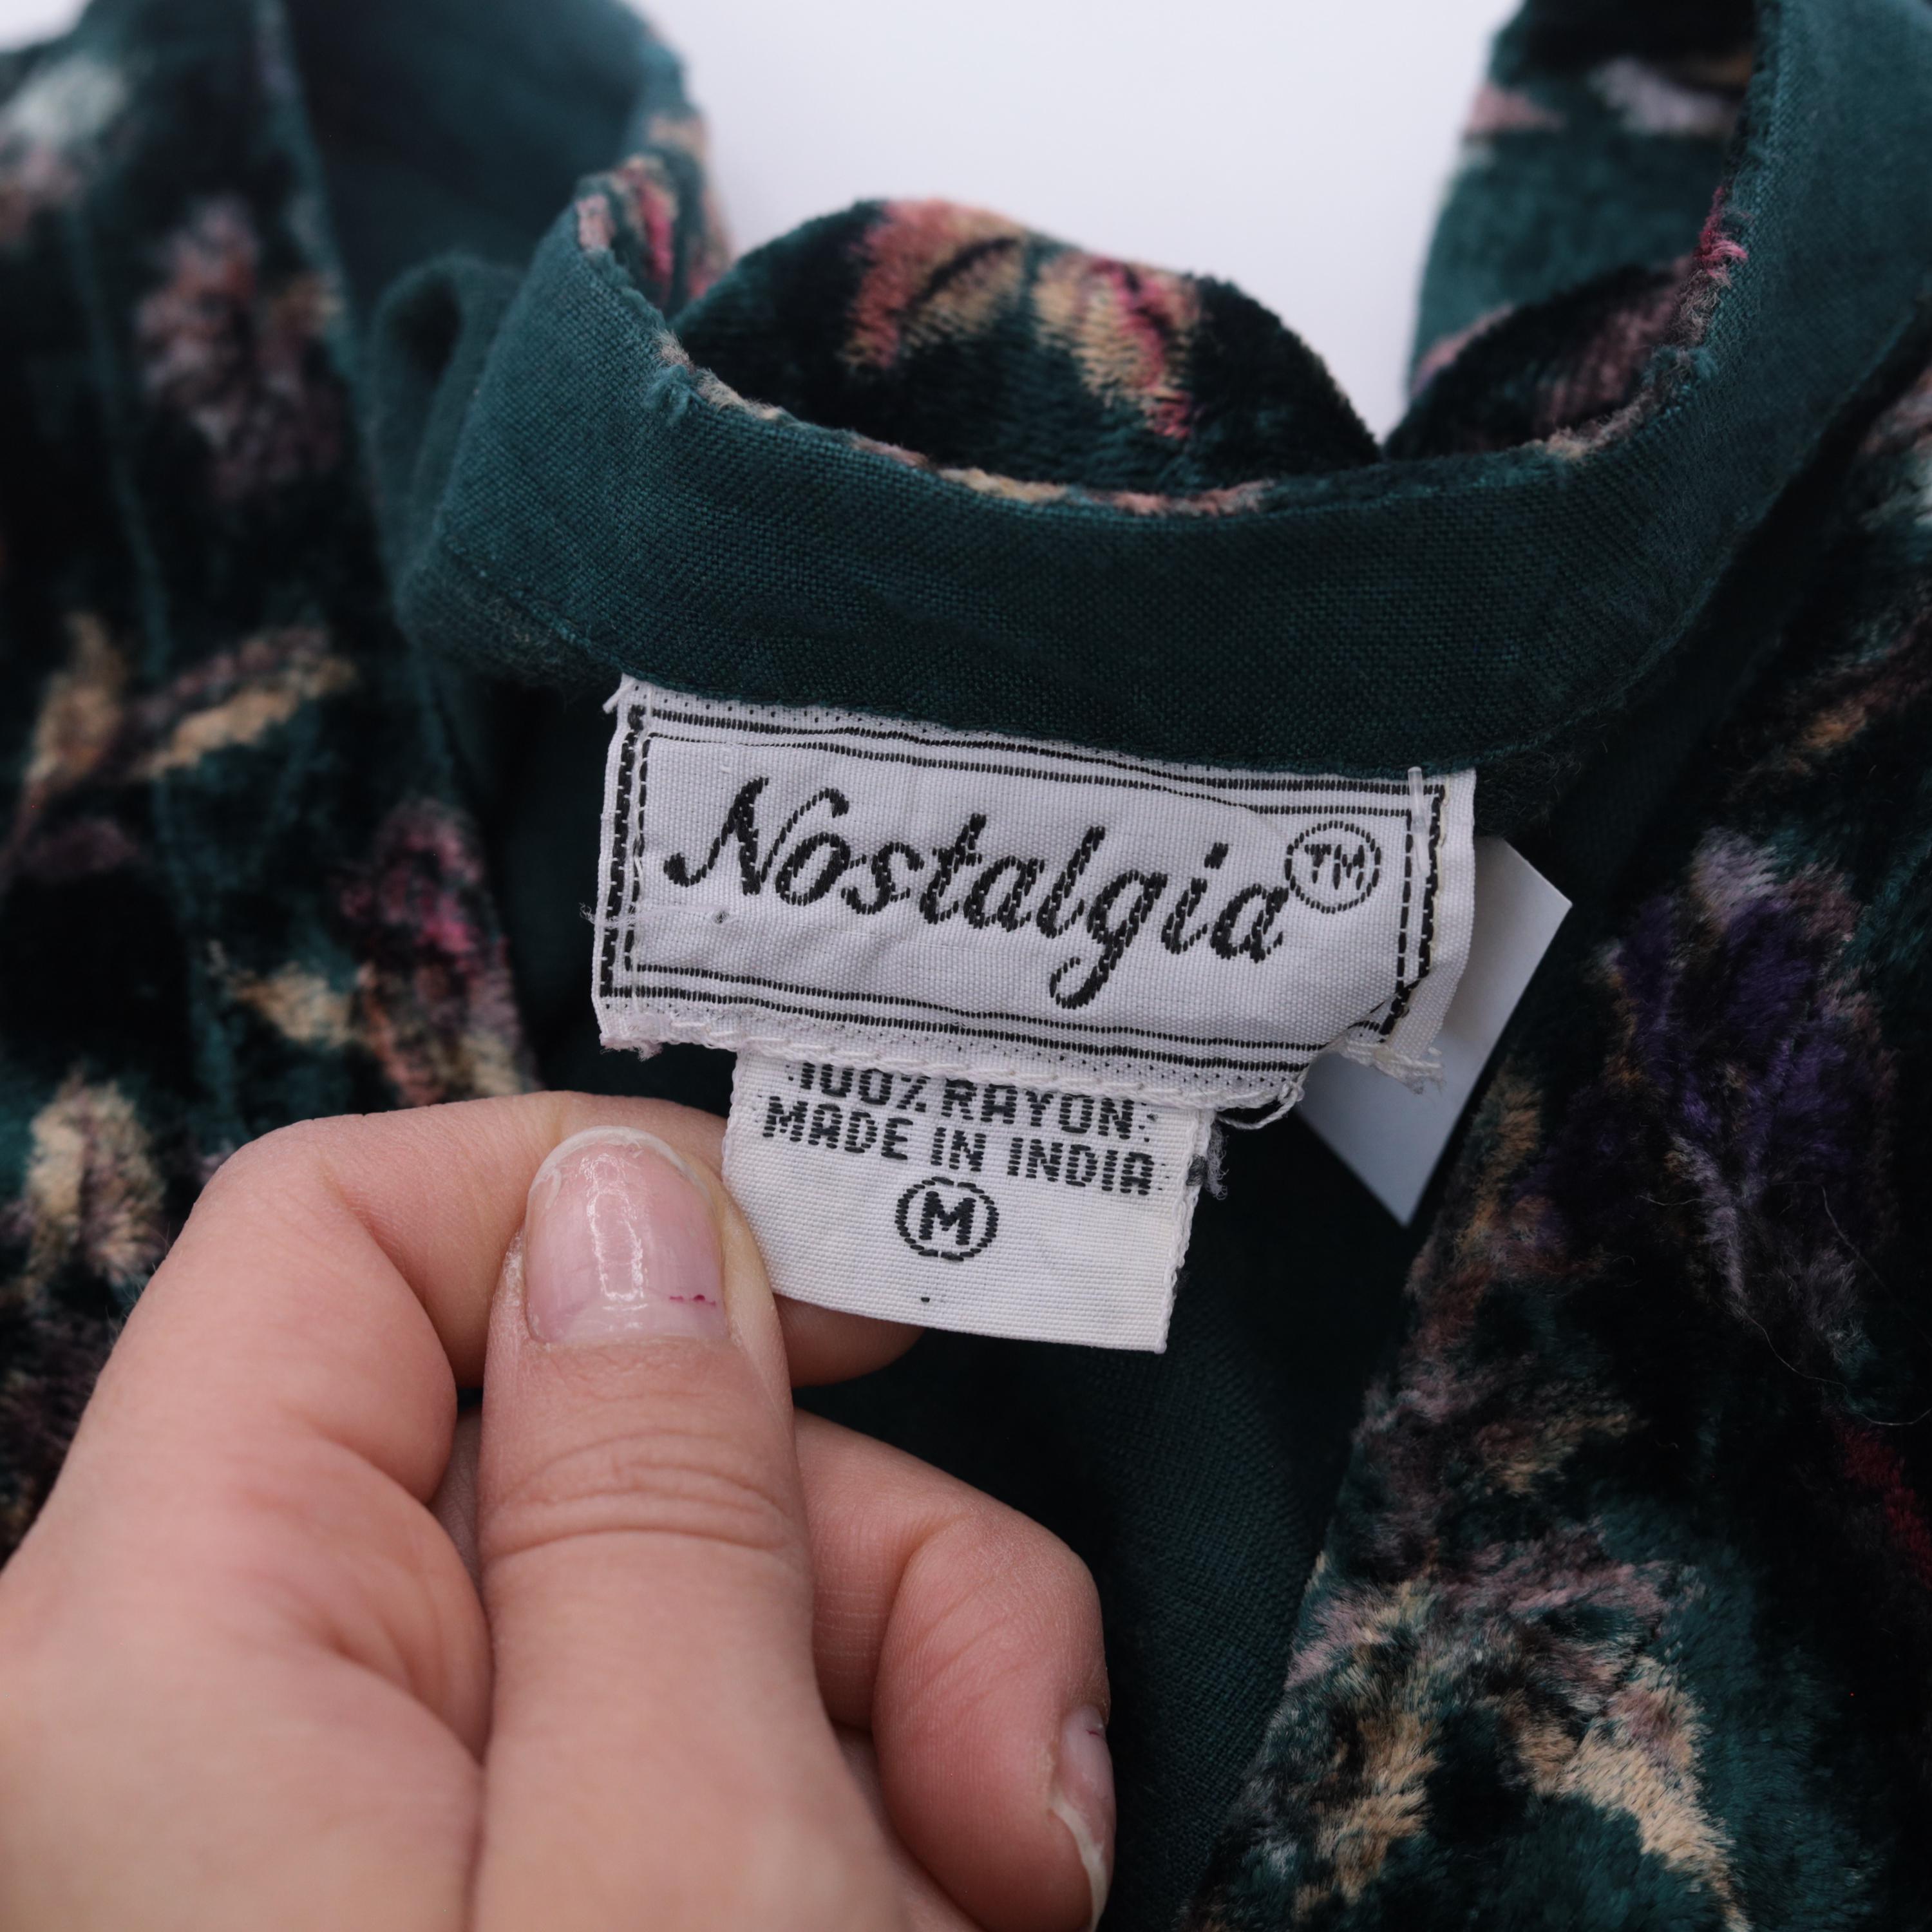 Nostalgia TM
100% RAYON
MADE IN INDIA
M